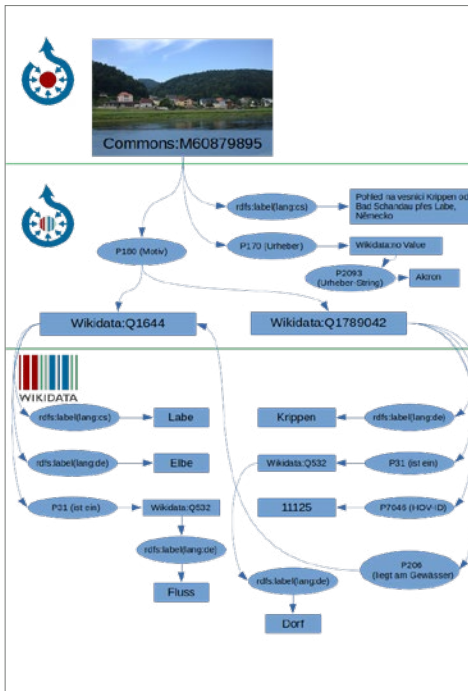 Commons:M60879895
rdfs:label(lang:cs)
Pohled na vesnici Krippen od
Bad Schandau přes Labe,
Německo
P180 (Motiv)
P170 (Urheber)
Wikidata:no Value
P2093
(Urheber-String)
Aktron
Wikidata:Q1644
Wikidata:Q1789042
WIKIDATA
rdfs:label(lang:cs)
Labe
Krippen
rdfs:label(lang:de)
rdfs:label(lang:de)
Elbe
Wikidata:Q532
P31 (ist ein)
P31 (ist ein)
Wikidata:Q532
11125
P7046 (HOV-ID)
rdfs:label(lang:de)
P206
(liegt am Gewässer)
rdfs:label(lang:de)
Fluss
Dorf